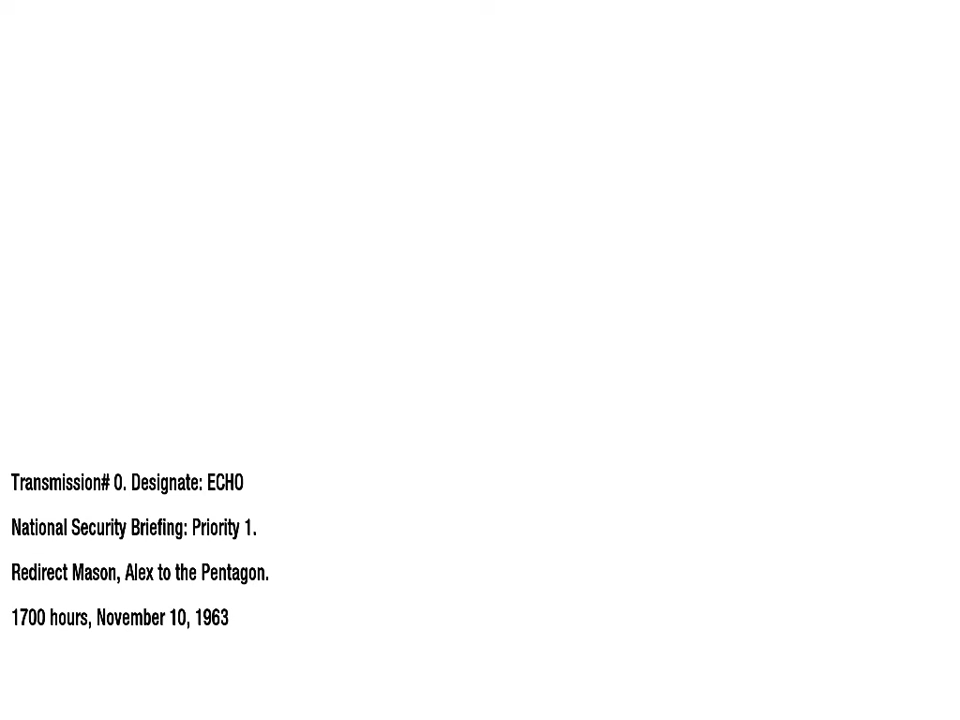 Transmission# 0. Designate: ECHO
National Security Briefing: Priority 1.
Redirect Mason, Alex to the Pentagon.
1700 hours, November 10, 1963